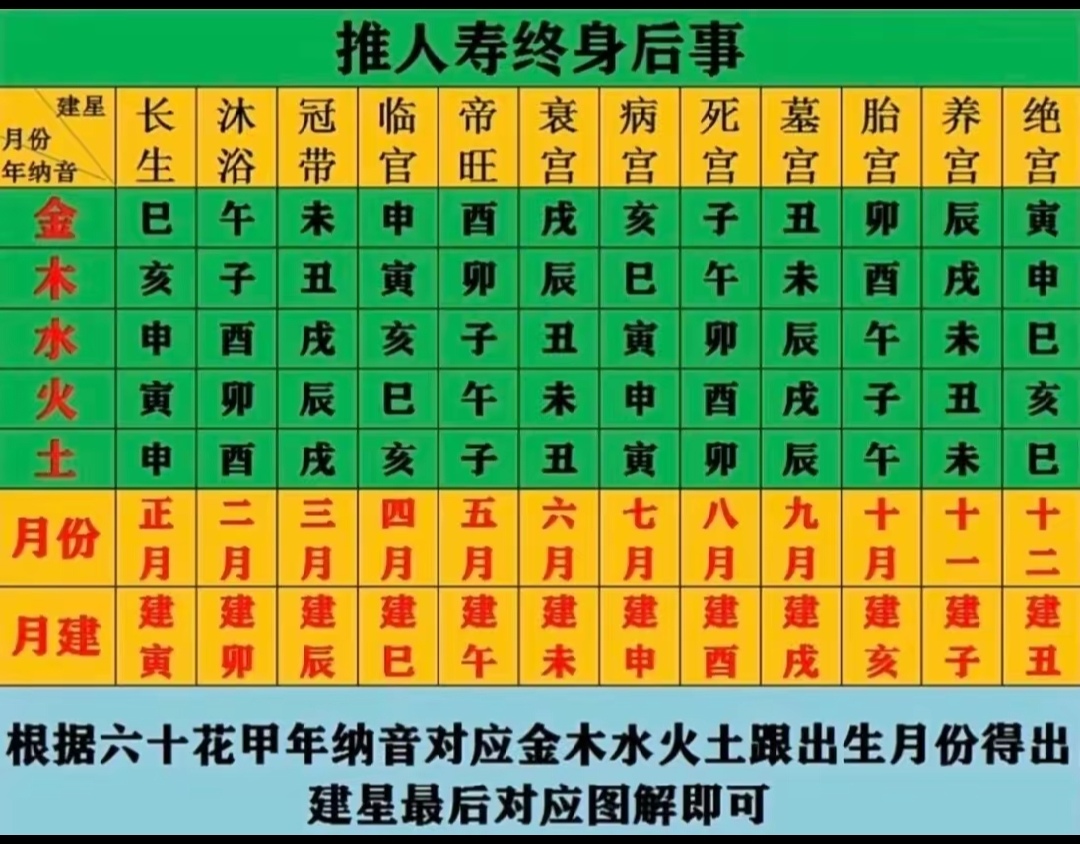 推人寿终身后事
建星 月份 年纳音 长生 沐浴 冠带 临官 帝旺 衰宫 病宫 死宫 墓宫 胎宫 养宫 绝宫
金 巳 午 未 申 酉 戌 亥 子 丑 卯 辰 寅
木 亥 子 丑 寅 卯 辰 巳 午 未 酉 戌 申
水 申 酉 戌 亥 子 丑 寅 卯 辰 午 未 巳
火 寅 卯 辰 巳 午 未 申 酉 戌 子 丑 亥
土 申 酉 戌 亥 子 丑 寅 卯 辰 午 未 巳
月份 正月 二月 三月 四月 五月 六月 七月 八月 九月 十月 十一 十二
月建 建寅 建卯 建辰 建巳 建午 建未 建申 建酉 建戌 建亥 建子 建丑
根据六十花甲年纳音对应金木水火土跟出生月份得出
建星最后对应图解即可